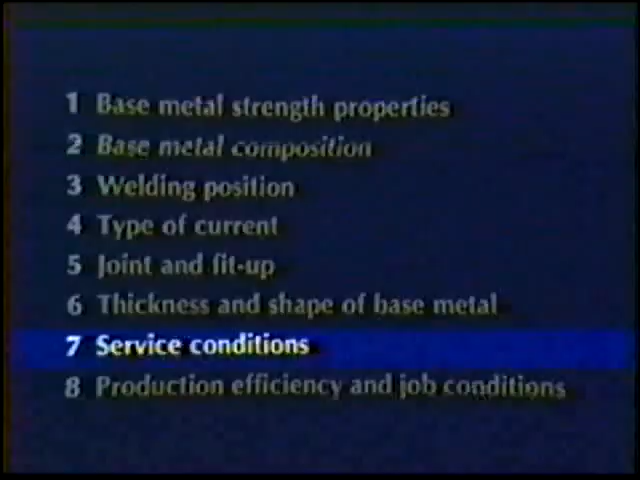 1 Base metal strength properties
2 Base metal composition
3 Welding position
4 Type of current
5 Joint and fit-up
6 Thickness and shape of base metal
7 Service conditions
8 Production efficiency and job conditions